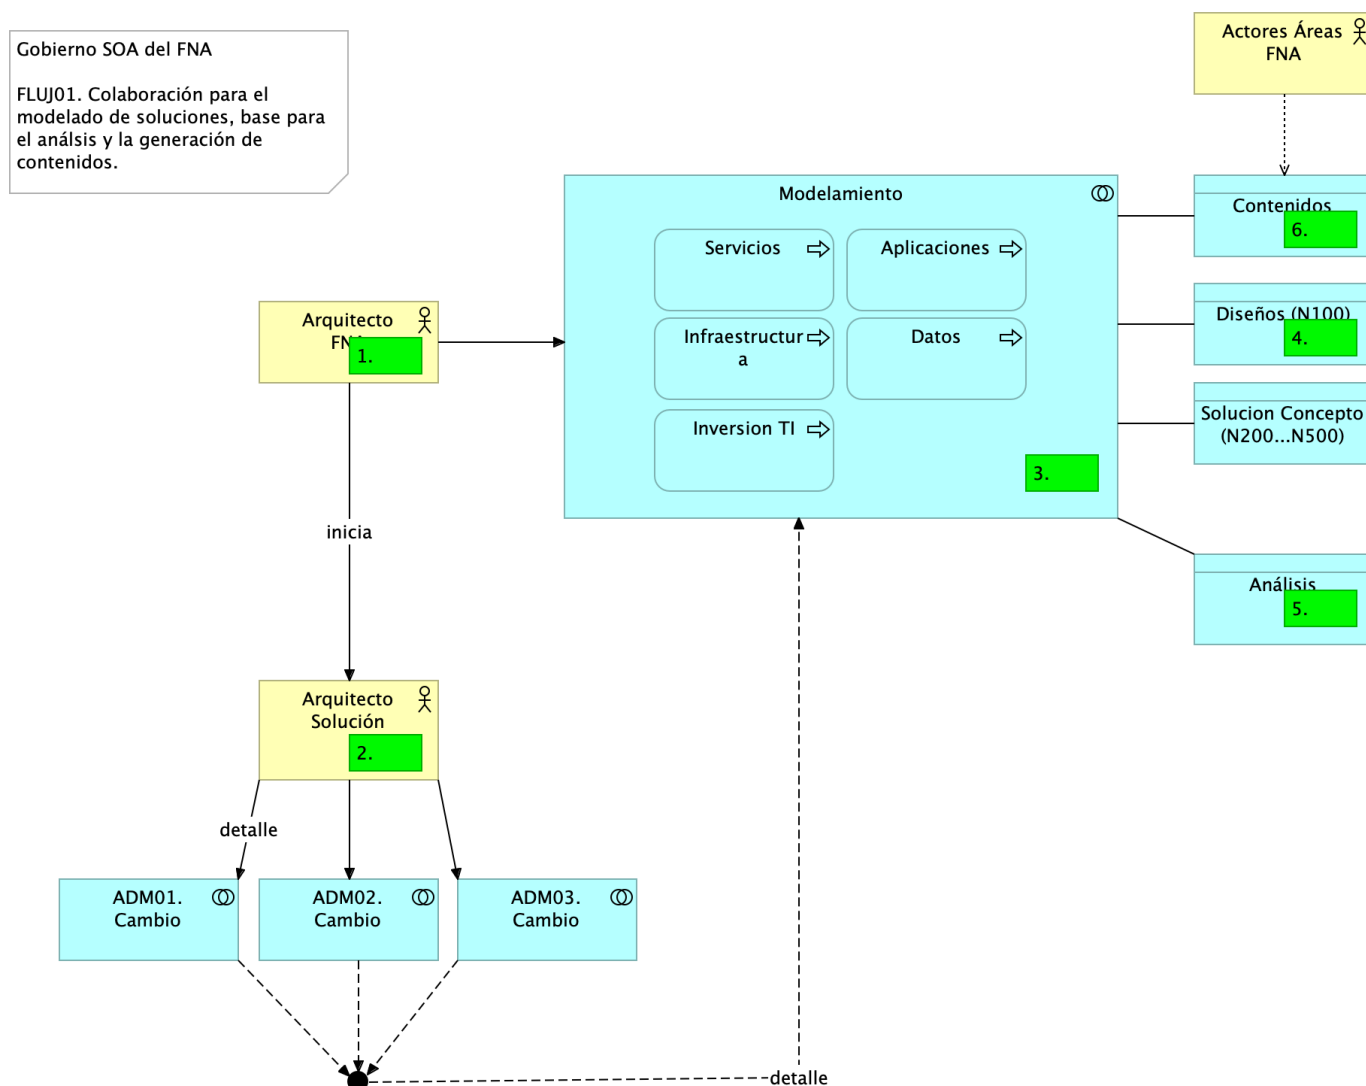 Gobierno SOA del FNA
FLUJ01. Colaboración para el
modelado de soluciones, base para
el análsis y la generación de
contenidos.
Actores Áreas
FNA
Modelamiento
Servicios
Aplicaciones
Infraestructur
a
Datos
Inversion TI
3.
Contenidos
6.
Diseños (N100)
4.
Solucion Concepto
(N200...N500)
Análisis
5.
Arquitecto
FNA
1.
inicia
Arquitecto
Solución
2.
detalle
ADM01.
Cambio
ADM02.
Cambio
ADM03.
Cambio
detalle